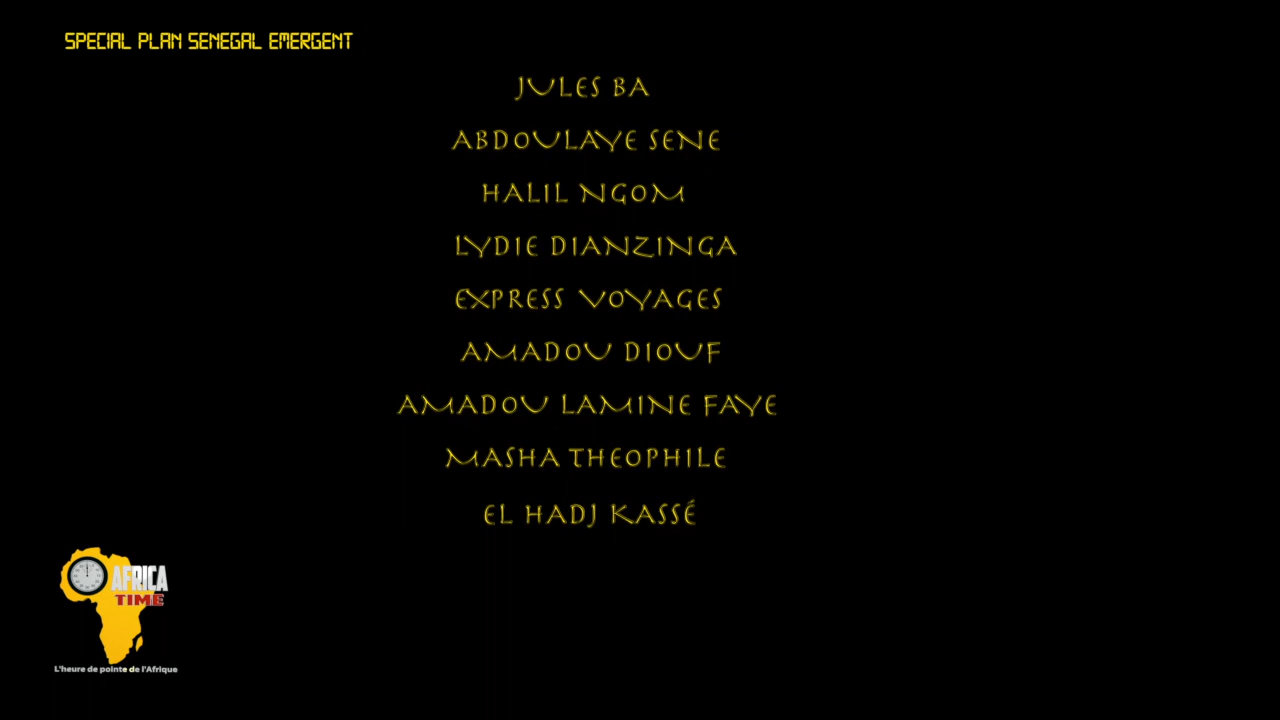 SPECIAL PLAN SENEGAL EMERGENT
JULES BA
ABDOULAYE SENE
HALIL NGOM
LYDIE DIANZINGA
EXPRESS VOYAGES
AMADOU DIOUF
AMADOU LAMINE FAYE
MASHA THEOPHILE
EL HADJ KASSÉ
AFRICA
TIME
L'heure de pointe de l'Afrique